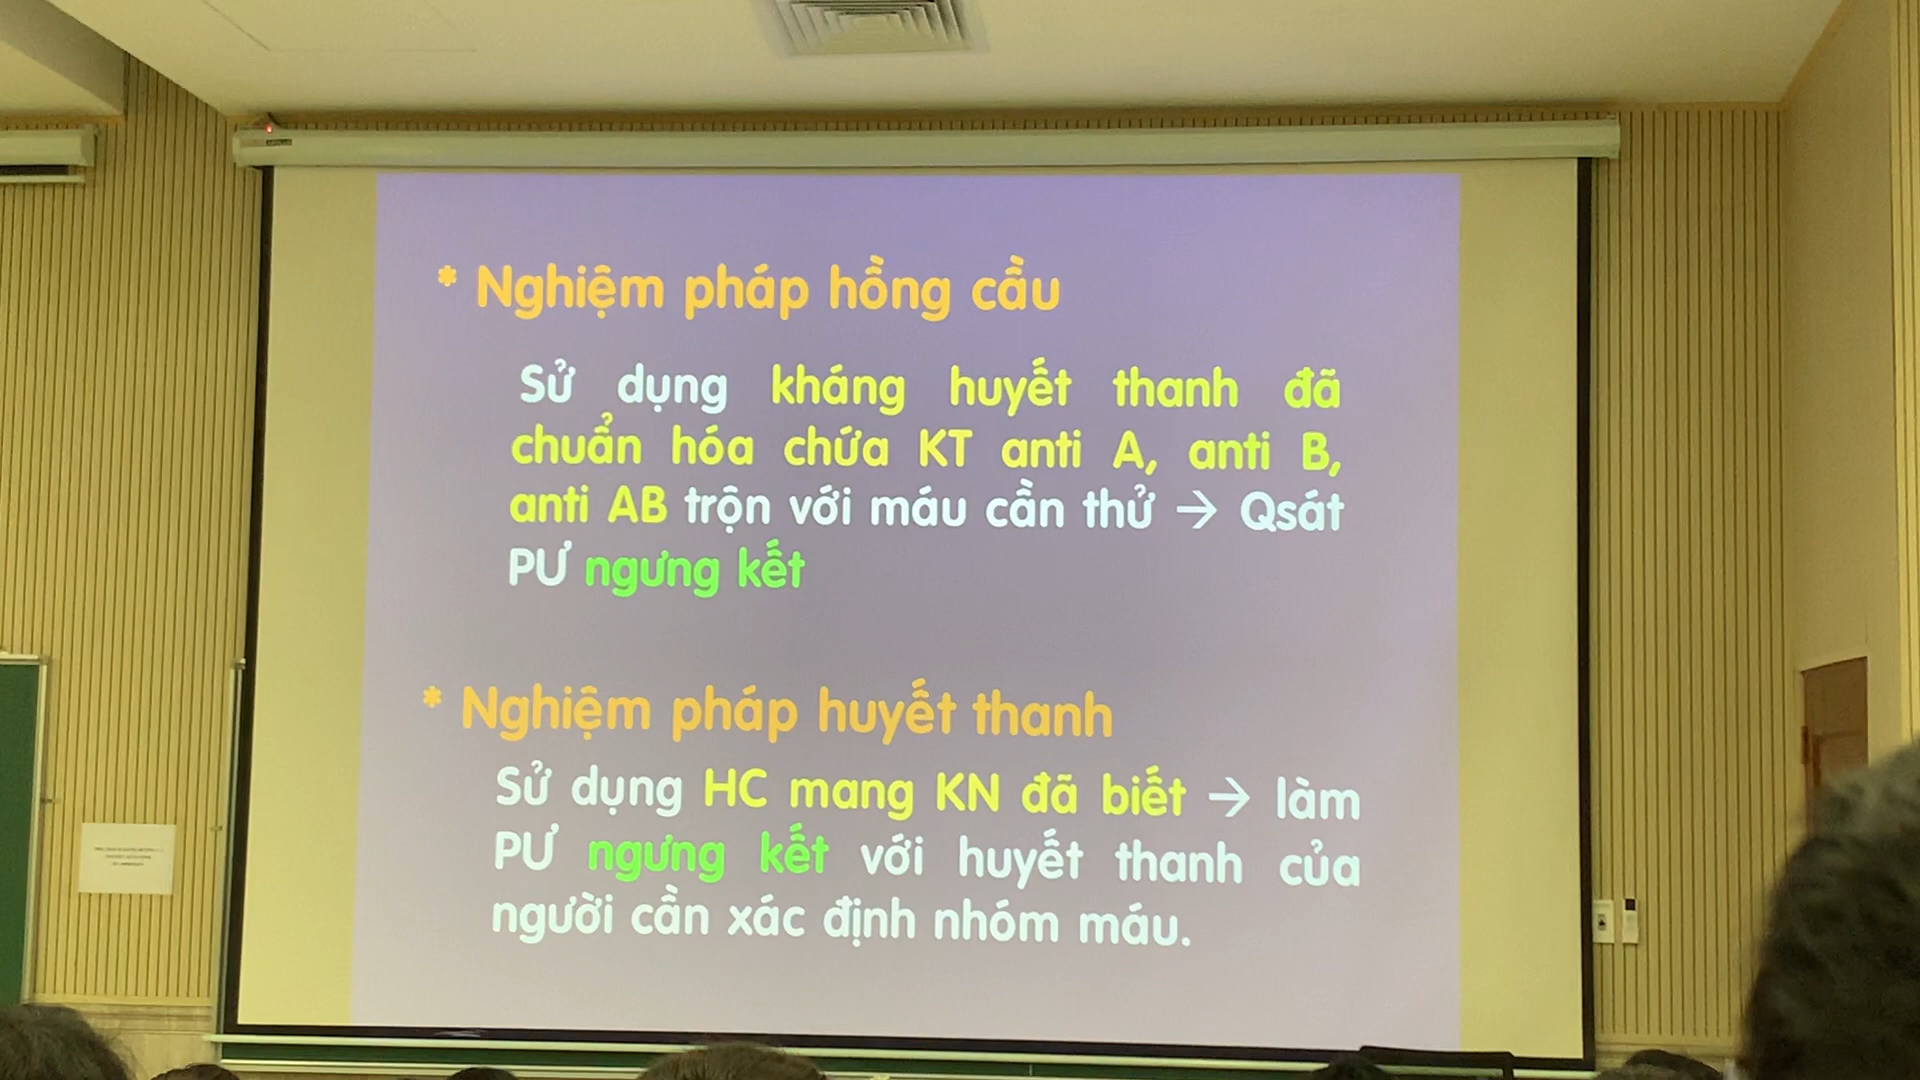 * Nghiệm pháp hồng cầu
Sử dụng kháng huyết thanh đã
chuẩn hóa chứa KT anti A, anti B,
anti AB trộn với máu cần thử → Qsát
PƯ ngưng kết
* Nghiệm pháp huyết thanh
Sử dụng HC mang KN đã biết → làm
PƯ ngưng kết với huyết thanh của
người cần xác định nhóm máu.